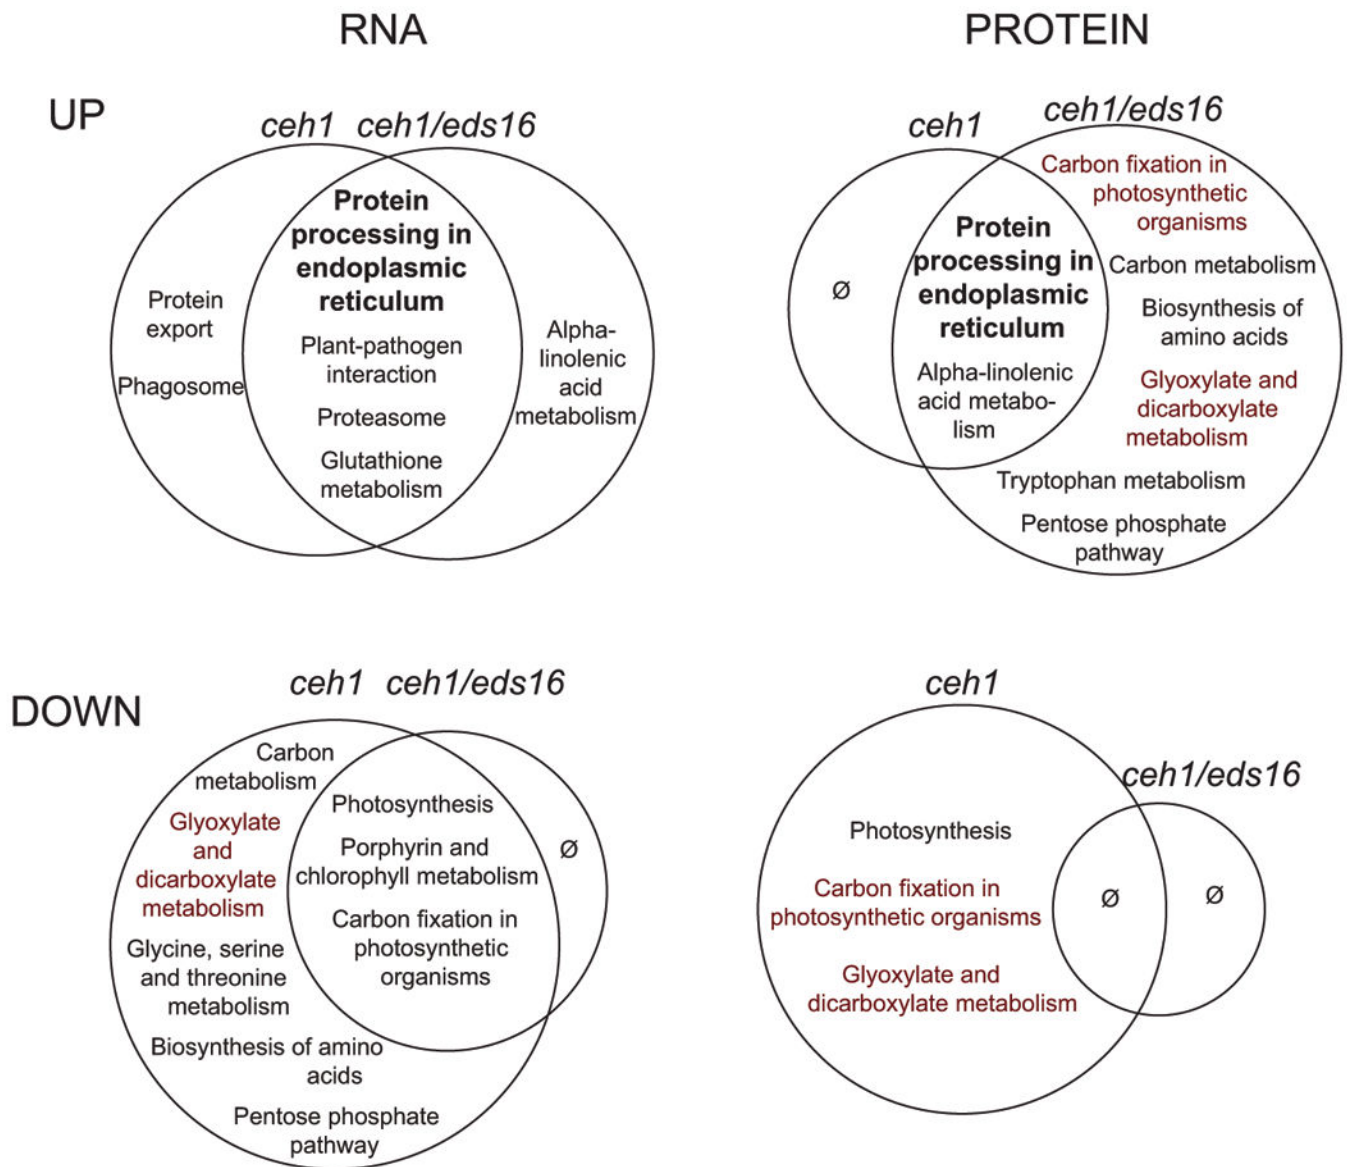 RNA
PROTEIN
UP
ceh1
ceh1/eds16
Protein
export
Phagosome
Protein
processing in
endoplasmic
reticulum
Plant-pathogen
interaction
Proteasome
Glutathione
metabolism
Alpha-
linolenic
acid
metabolism
ceh1
ceh1/eds16
Ø
Protein
processing in
endoplasmic
reticulum
Alpha-linolenic
acid metabo-
lism
Carbon fixation in
photosynthetic
organisms
Carbon metabolism
Biosynthesis of
amino acids
Glyoxylate and
dicarboxylate
metabolism
Tryptophan metabolism
Pentose phosphate
pathway
DOWN
ceh1
ceh1/eds16
Carbon
metabolism
Glyoxylate
and
dicarboxylate
metabolism
Glycine, serine
and threonine
metabolism
Biosynthesis of amino
acids
Pentose phosphate
pathway
Photosynthesis
Porphyrin and
chlorophyll metabolism
Carbon fixation in
photosynthetic
organisms
Ø
ceh1
ceh1/eds16
Photosynthesis
Carbon fixation in
photosynthetic organisms
Glyoxylate and
dicarboxylate metabolism
Ø
Ø